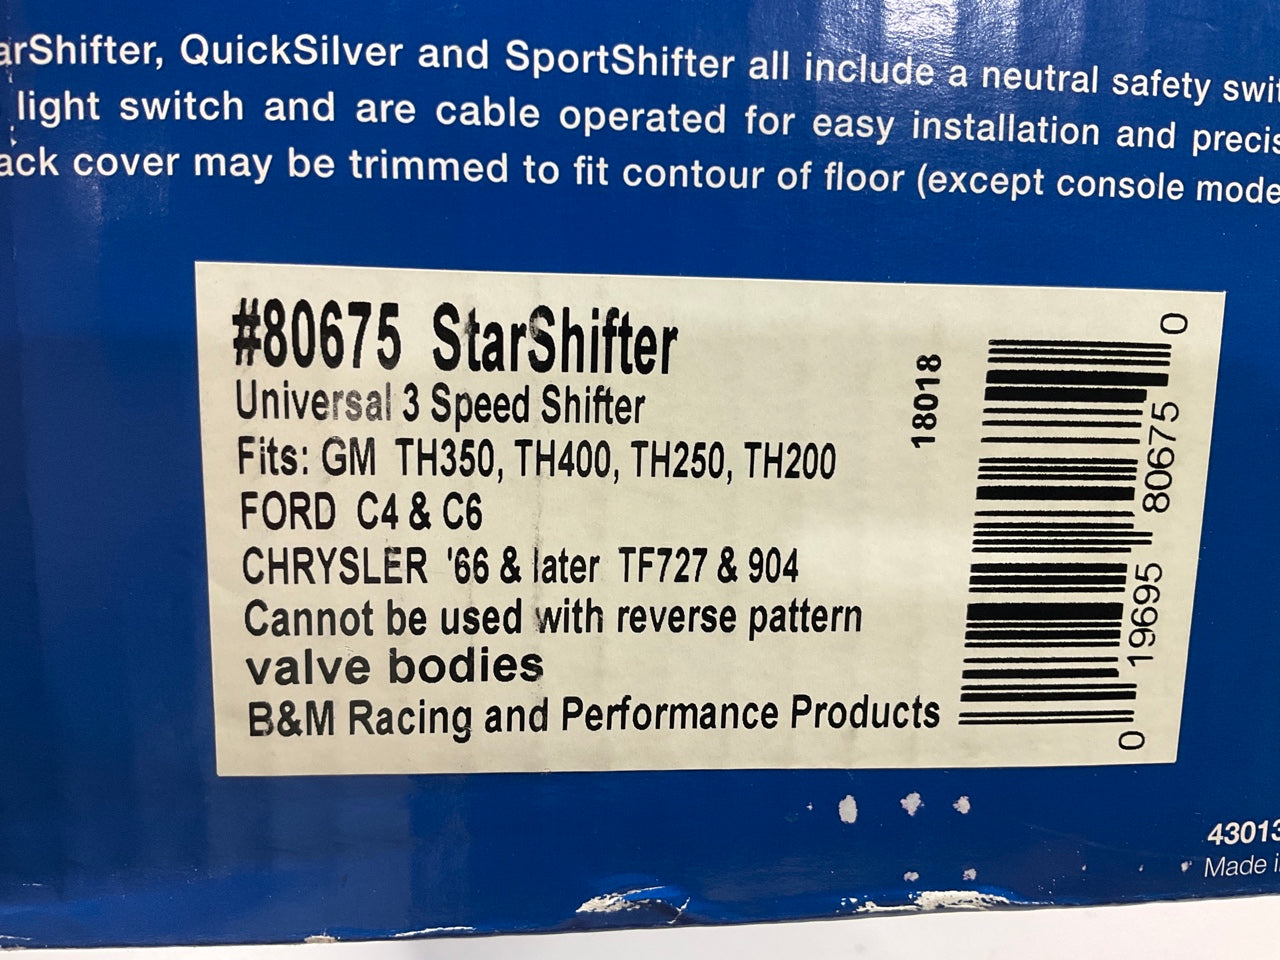 arShifter, QuickSilver and SportShifter all include a neutral safety swit
light switch and are cable operated for easy installation and precis
ack cover may be trimmed to fit contour of floor (except console mode
#80675 StarShifter
Universal 3 Speed Shifter
Fits: GM TH350, TH400, TH250, TH200
FORD C4 & C6
CHRYSLER '66 & later TF727 & 904
Cannot be used with reverse pattern
valve bodies
B&M Racing and Performance Products
18018
0 19695 80675 0
43013
Made i